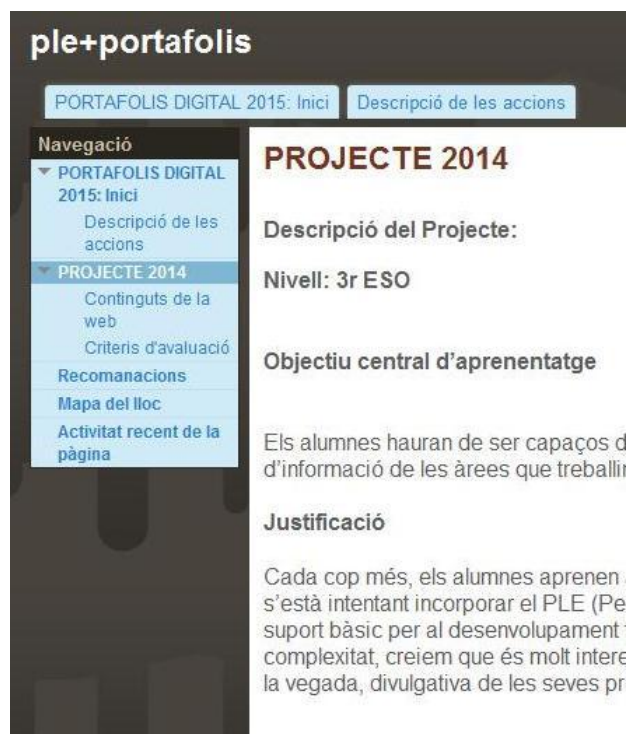 ple+portafolis
PORTAFOLIS DIGITAL 2015: Inici
Descripció de les accions
Navegació
PORTAFOLIS DIGITAL
2015: Inici
Descripció de les
accions
PROJECTE 2014
Continguts de la
web
Criteris d'avaluació
Recomanacions
Mapa del lloc
Activitat recent de la
pàgina
PROJECTE 2014
Descripció del Projecte:
Nivell: 3r ESO
Objectiu central d’aprenentatge
Els alumnes hauran de ser capaços
d’informació de les àrees que
Justificació
Cada cop més, els alumnes aprenen
s’està intentant incorporar el PLE
suport bàsic per al desenvolupament
complexitat, creiem que és molt
la vegada, divulgativa de les seves